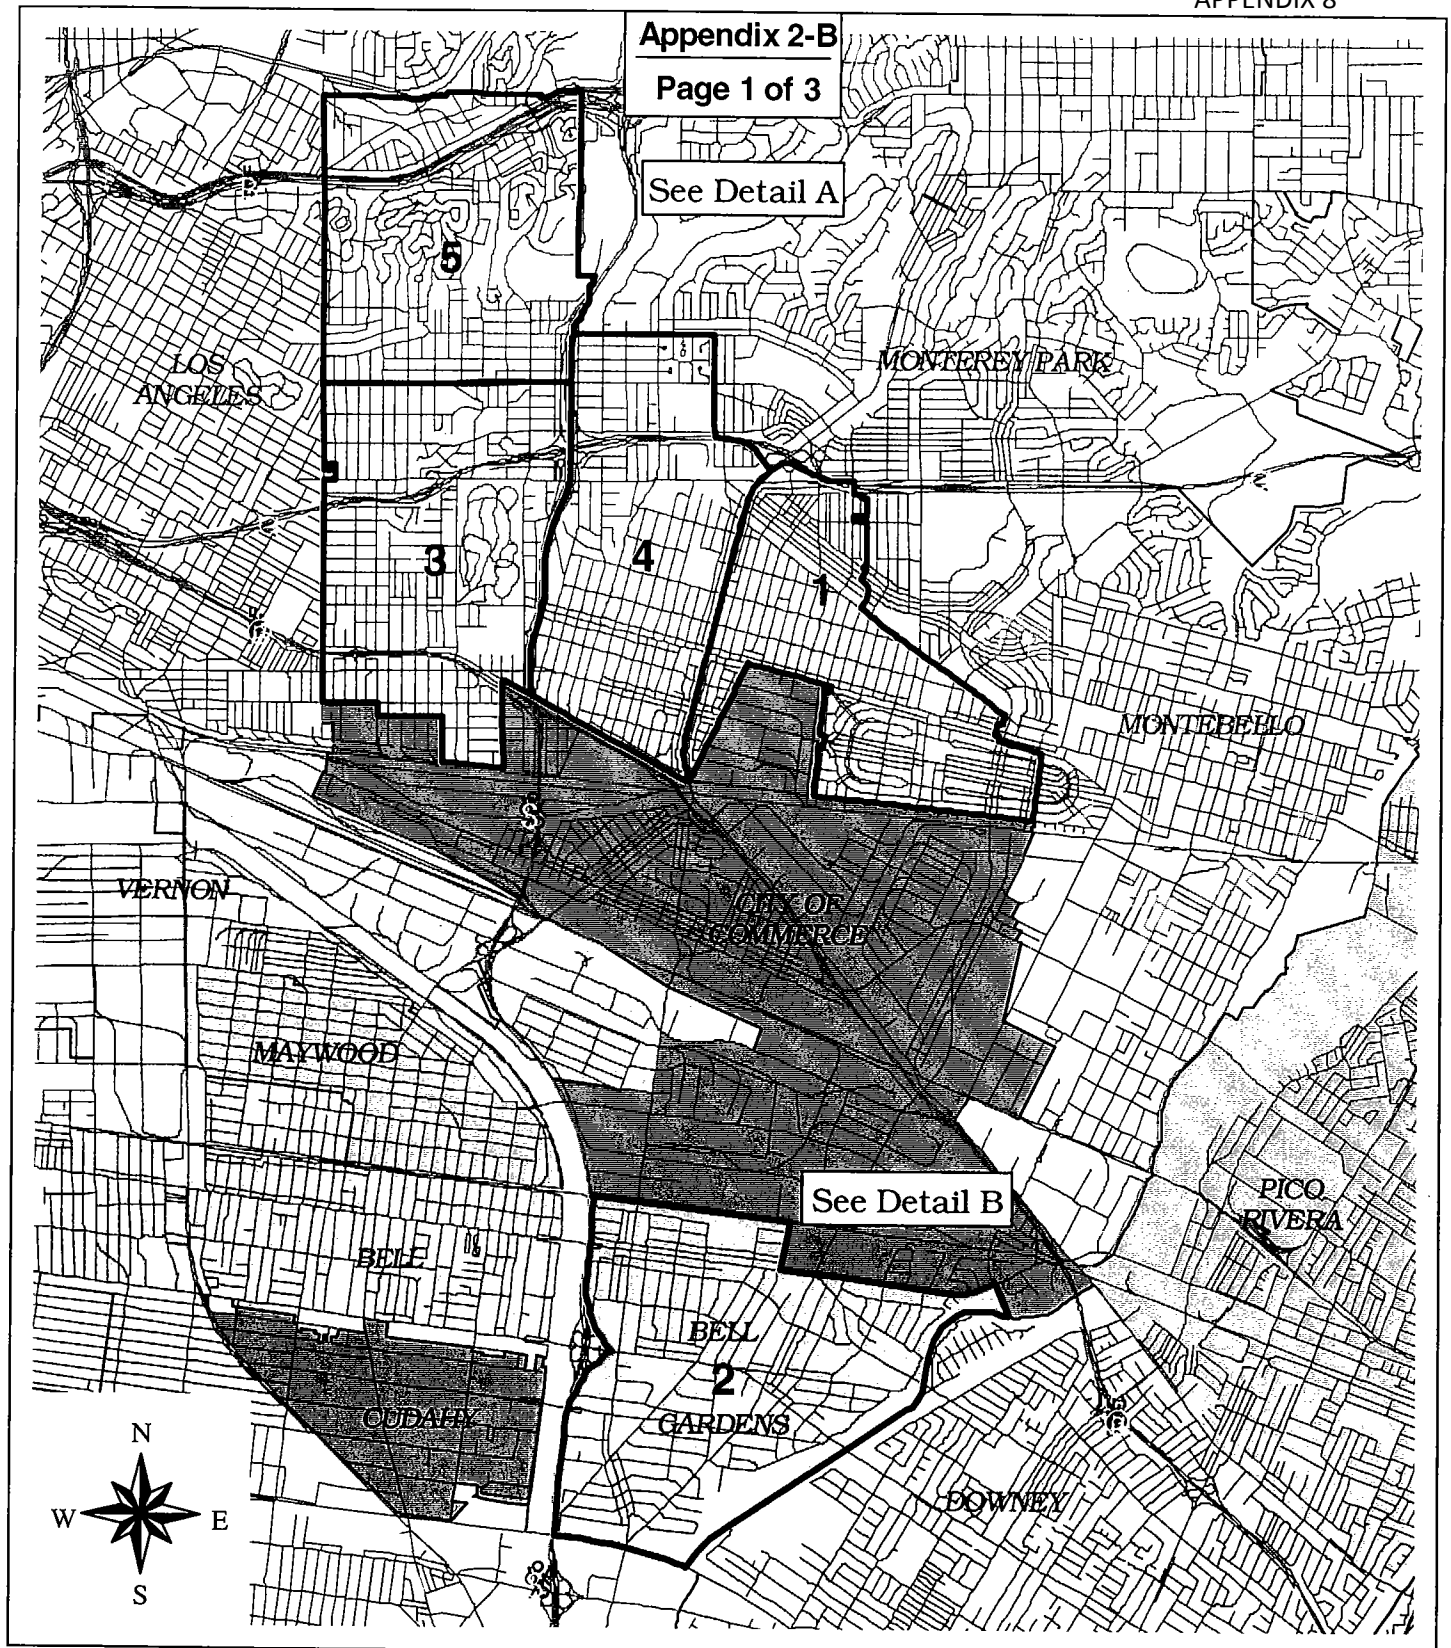 APPENDIX 8
Appendix 2-B
Page 1 of 3
See Detail A
5
LOS
ANGELES
MONTEREY PARK
3
4
1
MONTEBELLO
VERNON
CITY OF
COMMERCE
MAYWOOD
See Detail B
PICO
RIVERA
BELL
BELL
2
GARDENS
CUDAHY
DOWNEY
N
W
E
S